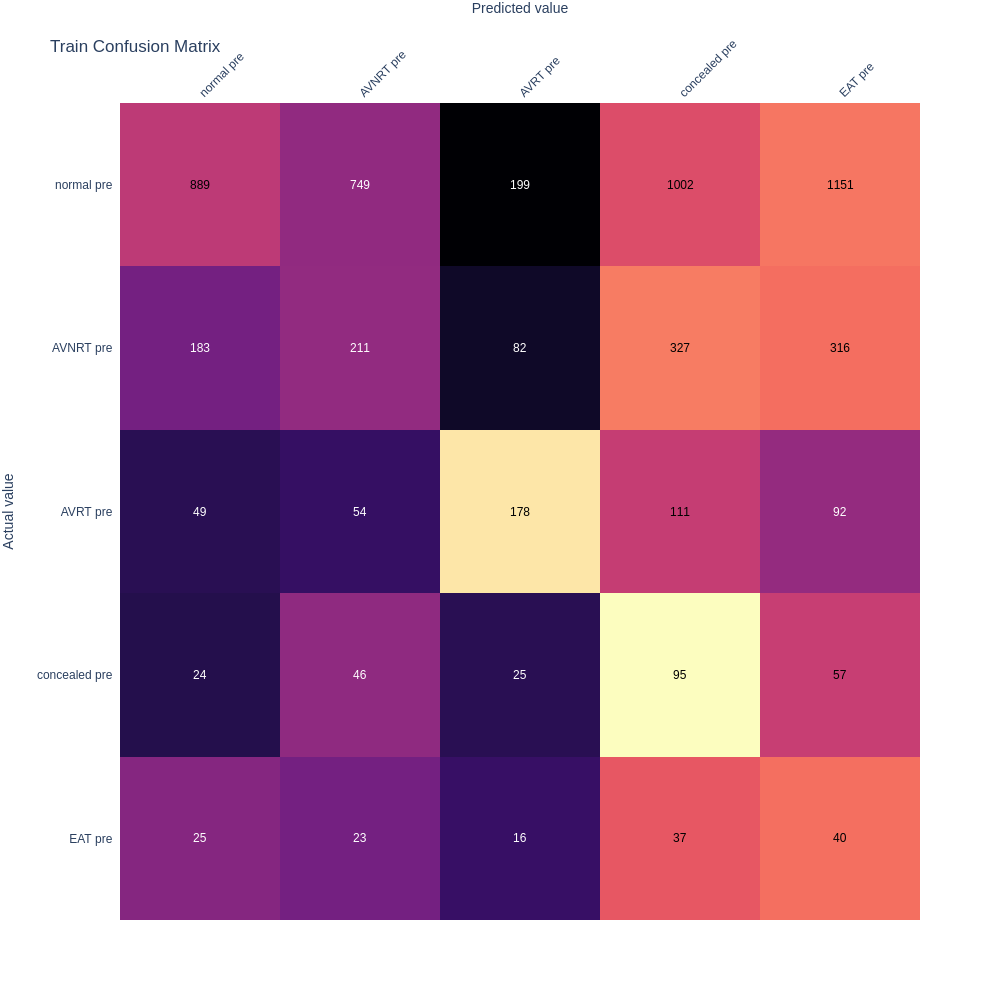 Predicted value
Train Confusion Matrix
normal pre AVNRT pre AVRT pre concealed pre EAT pre
normal pre 889 749 199 1002 1151
AVNRT pre 183 211 82 327 316
Actual value
AVRT pre 49 54 178 111 92
concealed pre 24 46 25 95 57
EAT pre 25 23 16 37 40